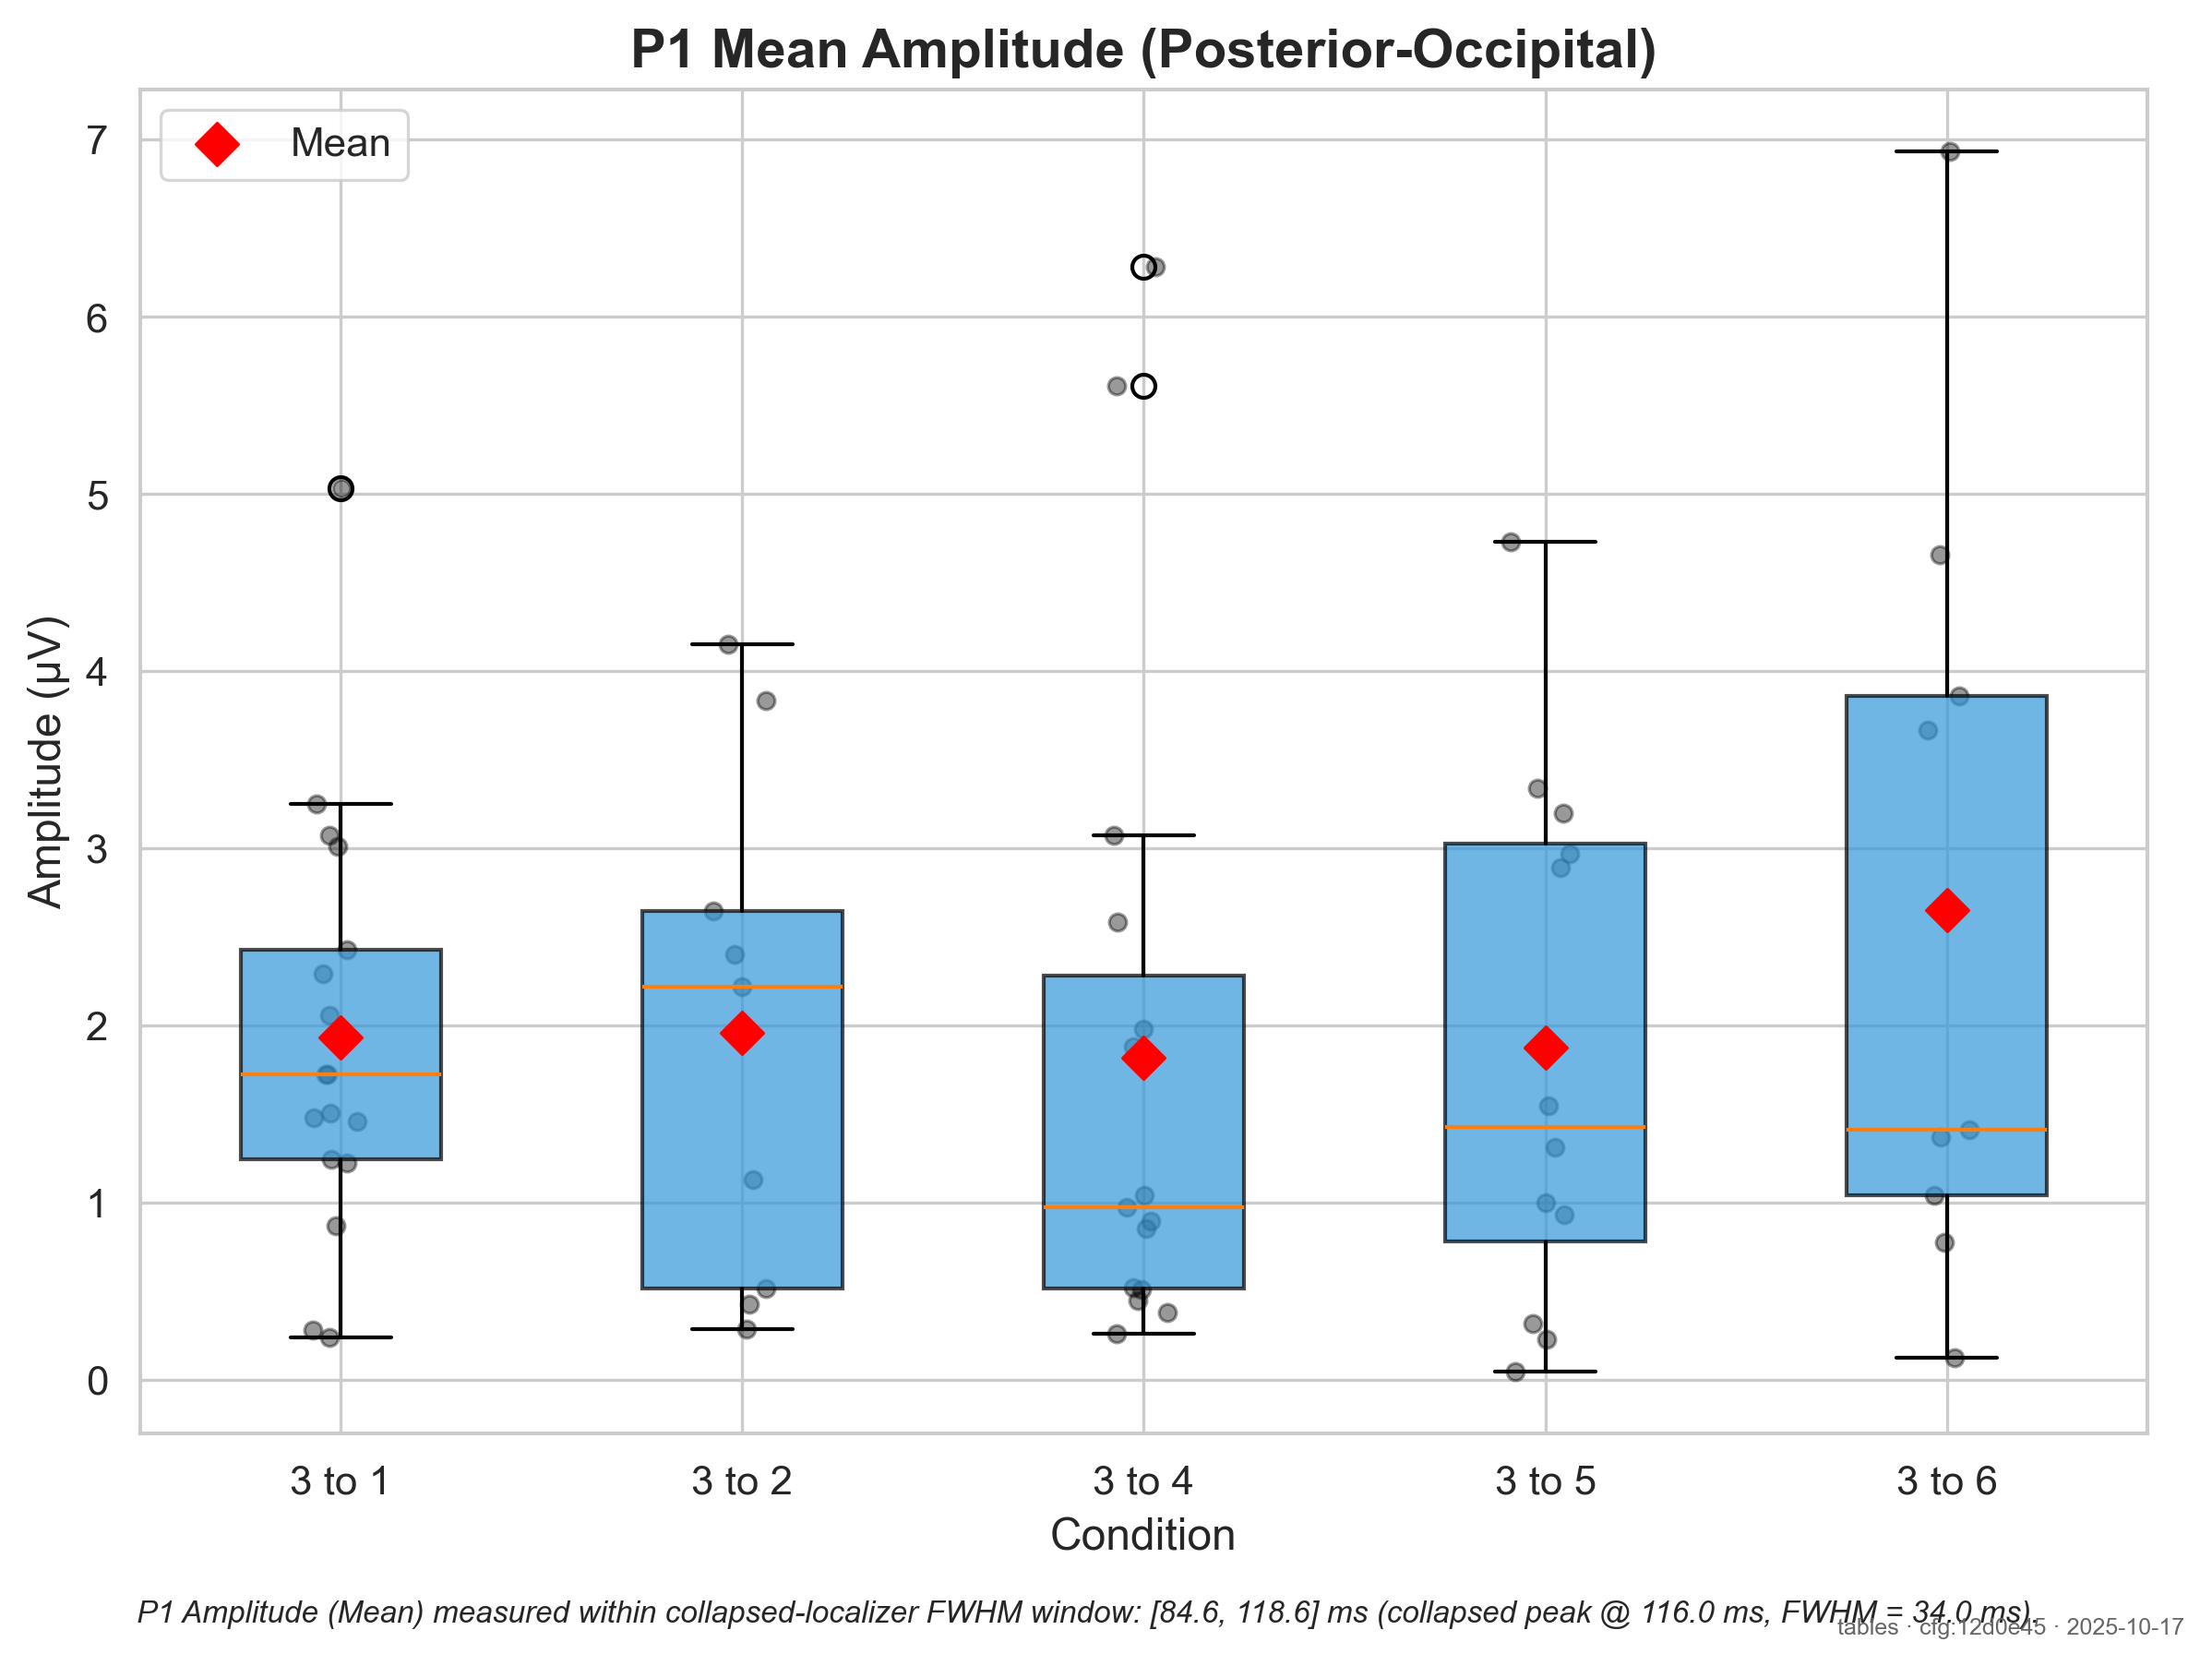 P1 Mean Amplitude (Posterior-Occipital)
Mean
7
6
5
4
3
2
1
0
Amplitude (µV)
3 to 1
3 to 2
3 to 4
3 to 5
3 to 6
Condition
P1 Amplitude (Mean) measured within collapsed-localizer FWHM window: [84.6, 118.6] ms (collapsed peak @ 116.0 ms, FWHM = 34.0 ms).
tables · cfg:12d0e45 · 2025-10-17